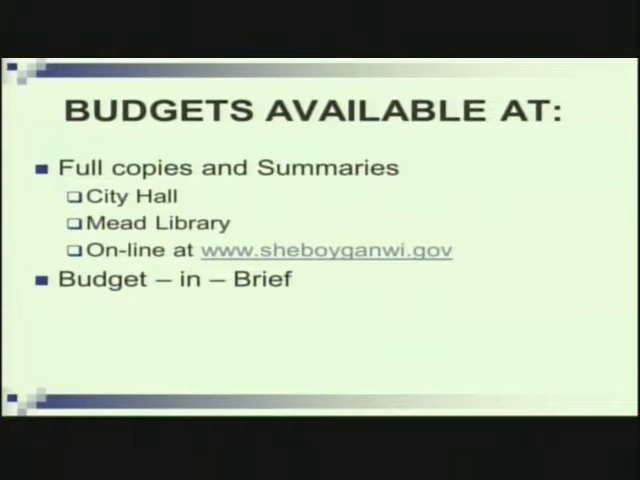 BUDGETS AVAILABLE AT:
Full copies and Summaries
City Hall
Mead Library
On-line at www.sheboyganwi.gov
Budget – in – Brief